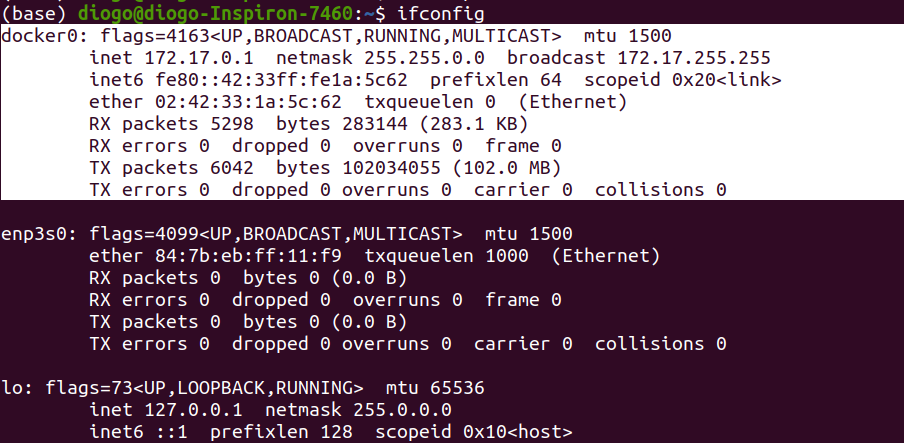 (base) diogo@diogo-Inspiron-7460:~$ ifconfig
docker0: flags=4163<UP,BROADCAST,RUNNING,MULTICAST>  mtu 1500
        inet 172.17.0.1  netmask 255.255.0.0  broadcast 172.17.255.255
        inet6 fe80::42:33ff:fe1a:5c62  prefixlen 64  scopeid 0x20<link>
        ether 02:42:33:1a:5c:62  txqueuelen 0  (Ethernet)
        RX packets 5298  bytes 283144 (283.1 KB)
        RX errors 0  dropped 0  overruns 0  frame 0
        TX packets 6042  bytes 102034055 (102.0 MB)
        TX errors 0  dropped 0 overruns 0  carrier 0  collisions 0
enp3s0: flags=4099<UP,BROADCAST,MULTICAST>  mtu 1500
        ether 84:7b:eb:ff:11:f9  txqueuelen 1000  (Ethernet)
        RX packets 0  bytes 0 (0.0 B)
        RX errors 0  dropped 0  overruns 0  frame 0
        TX packets 0  bytes 0 (0.0 B)
        TX errors 0  dropped 0 overruns 0  carrier 0  collisions 0
lo: flags=73<UP,LOOPBACK,RUNNING>  mtu 65536
        inet 127.0.0.1  netmask 255.0.0.0
        inet6 ::1  prefixlen 128  scopeid 0x10<host>